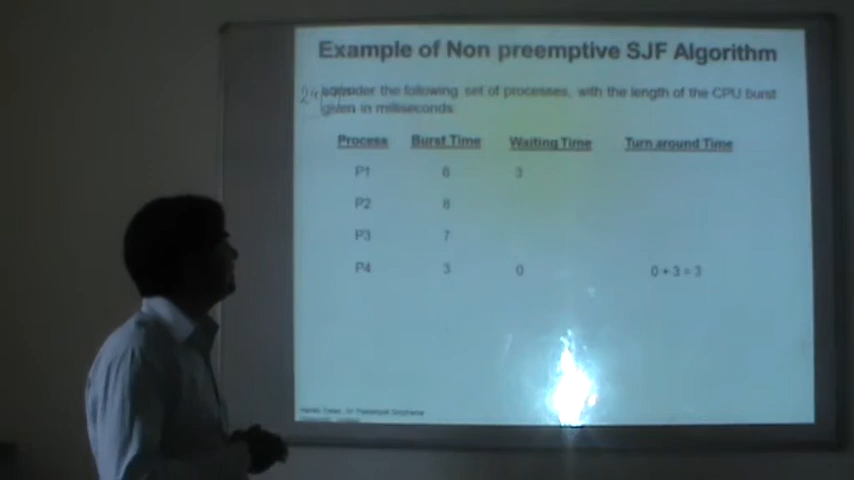 Example of Non preemptive SJF Algorithm
Consider the following set of processes, with the length of the CPU burst
given in milliseconds
Process Burst Time Waiting Time Turn around Time
P1 6 3
P2 8
P3 7
P4 3 0 0 + 3 = 3